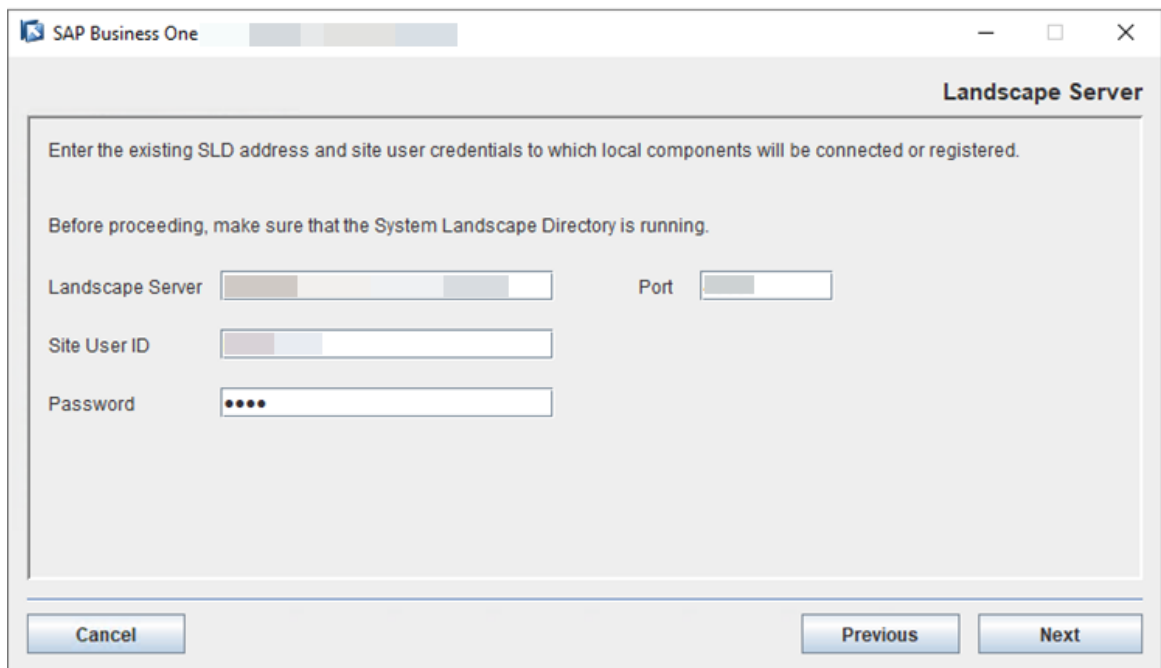 SAP Business One
Landscape Server
Enter the existing SLD address and site user credentials to which local components will be connected or registered.
Before proceeding, make sure that the System Landscape Directory is running.
Landscape Server Port
Site User ID
Password ••••
Cancel Previous Next